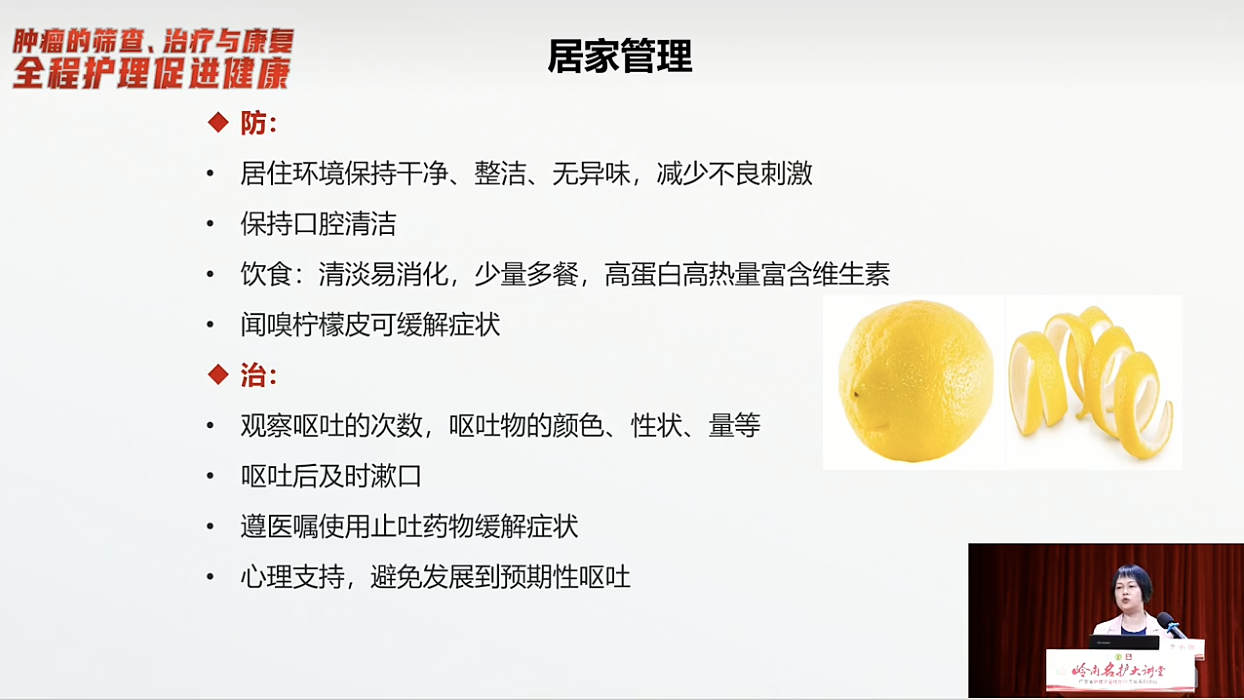 肿瘤的筛查、治疗与康复
全程护理促进健康
居家管理
防：
居住环境保持干净、整洁、无异味，减少不良刺激
保持口腔清洁
饮食：清淡易消化，少量多餐，高蛋白高热量富含维生素
闻嗅柠檬皮可缓解症状
治：
观察呕吐的次数，呕吐物的颜色、性状、量等
呕吐后及时漱口
遵医嘱使用止吐药物缓解症状
心理支持，避免发展到预期性呕吐
岭南名护大讲堂